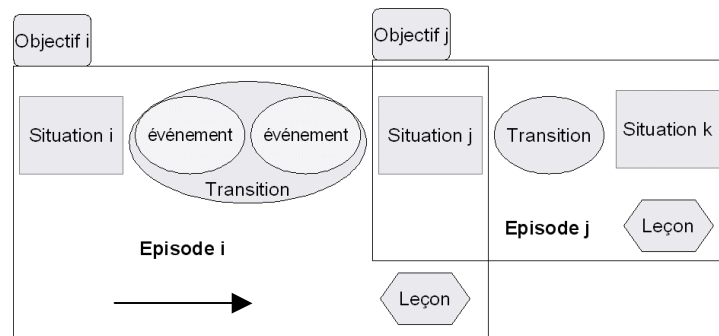 Objectif i
Objectif j
Situation i
événement
événement
Transition
Situation j
Transition
Situation k
Episode i
Episode j
Leçon
Leçon